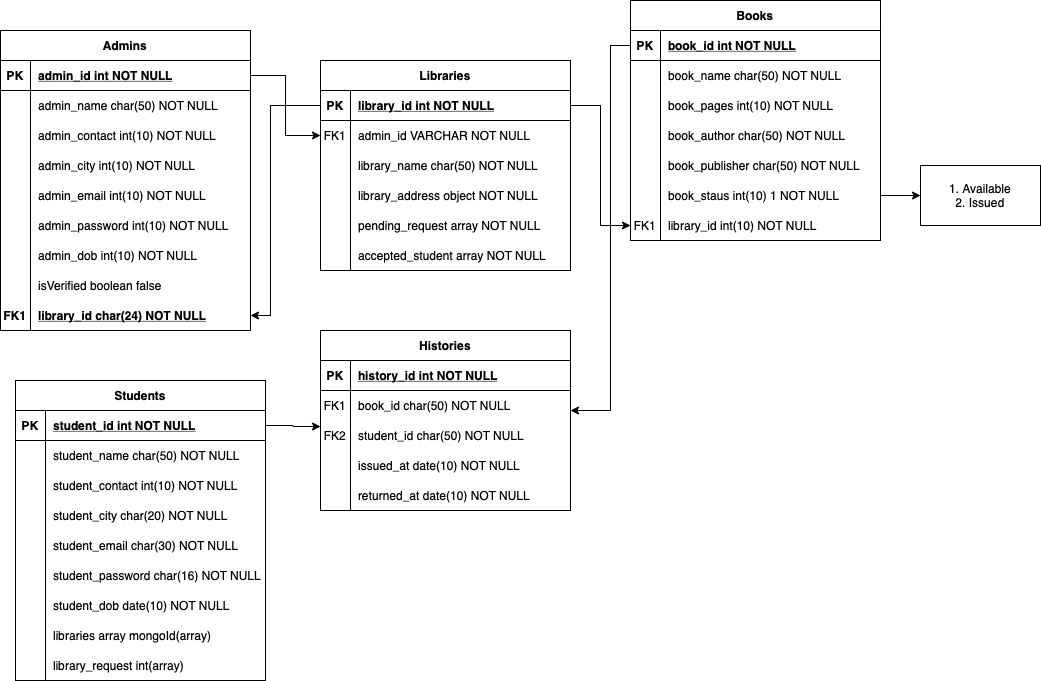 Admins
PK admin_id int NOT NULL
admin_name char(50) NOT NULL
admin_contact int(10) NOT NULL
admin_city int(10) NOT NULL
admin_email int(10) NOT NULL
admin_password int(10) NOT NULL
admin_dob int(10) NOT NULL
isVerified boolean false
FK1 library_id char(24) NOT NULL
Libraries
PK library_id int NOT NULL
FK1 admin_id VARCHAR NOT NULL
library_name char(50) NOT NULL
library_address object NOT NULL
pending_request array NOT NULL
accepted_student array NOT NULL
Books
PK book_id int NOT NULL
book_name char(50) NOT NULL
book_pages int(10) NOT NULL
book_author char(50) NOT NULL
book_publisher char(50) NOT NULL
book_staus int(10) 1 NOT NULL
FK1 library_id int(10) NOT NULL
1. Available
2. Issued
Students
PK student_id int NOT NULL
student_name char(50) NOT NULL
student_contact int(10) NOT NULL
student_city char(20) NOT NULL
student_email char(30) NOT NULL
student_password char(16) NOT NULL
student_dob date(10) NOT NULL
libraries array mongoId(array)
library_request int(array)
Histories
PK history_id int NOT NULL
FK1 book_id char(50) NOT NULL
FK2 student_id char(50) NOT NULL
issued_at date(10) NOT NULL
returned_at date(10) NOT NULL